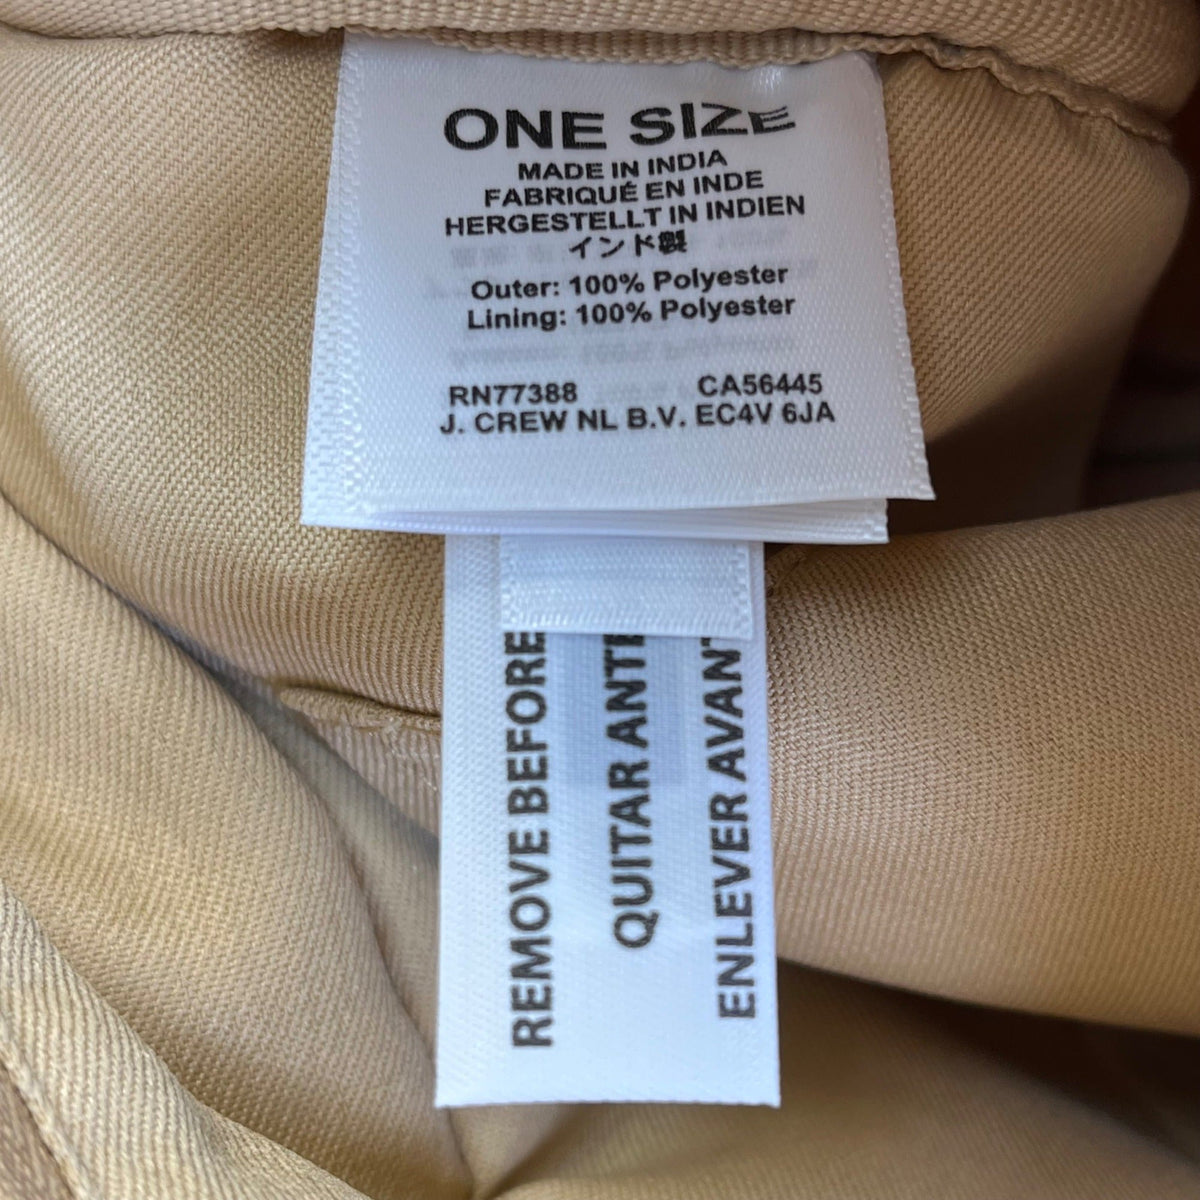 ONE SIZE
MADE IN INDIA
FABRIQUÉ EN INDE
HERGESTELLT IN INDIEN
インド製
Outer: 100% Polyester
Lining: 100% Polyester
RN77388 CA56445
J. CREW NL B.V. EC4V 6JA
REMOVE BEFORE
QUITAR ANTE
ENLEVER AVANT